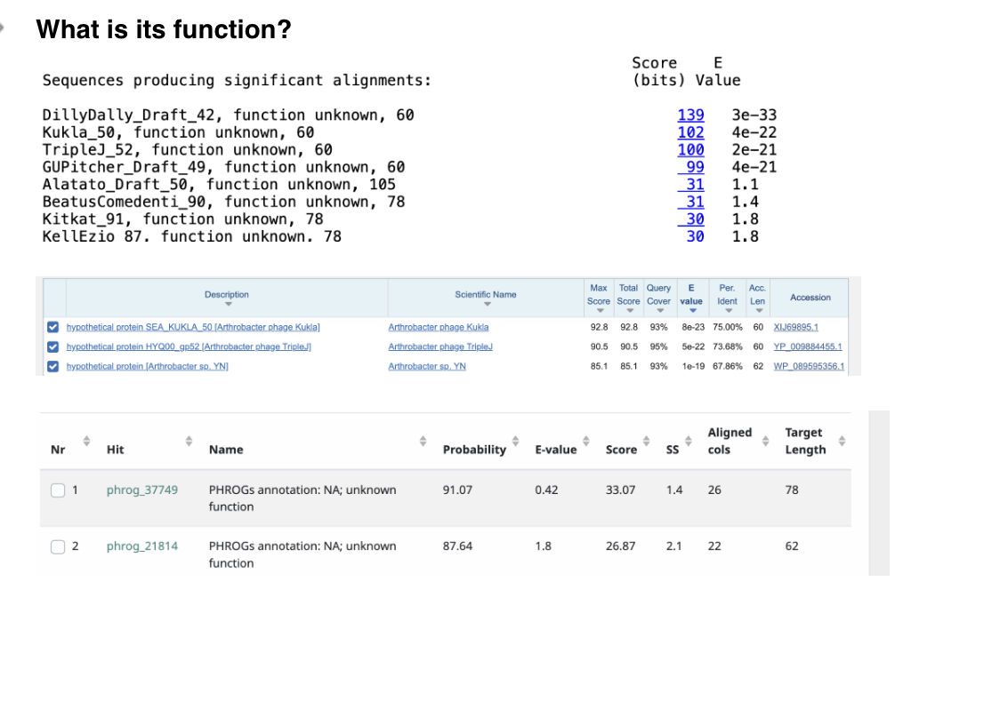 What is its function?
Score E
Sequences producing significant alignments: (bits) Value
DillyDally_Draft_42, function unknown, 60 139 3e-33
Kukla_50, function unknown, 60 102 4e-22
TripleJ_52, function unknown, 60 100 2e-21
GUPitcher_Draft_49, function unknown, 60 99 4e-21
Alatato_Draft_50, function unknown, 105 31 1.1
BeatusComedenti_90, function unknown, 78 31 1.4
Kitkat_91, function unknown, 78 30 1.8
KellEzio 87. function unknown. 78 30 1.8
Description Scientific Name Max Score Total Score Query Cover E value Per. Ident Acc. Len Accession
hypothetical protein SEA_KUKLA_50 [Arthrobacter phage Kukla] Arthrobacter phage Kukla 92.8 92.8 93% 8e-23 75.00% 60 XIJ69895.1
hypothetical protein HYQ00_gp52 [Arthrobacter phage TripleJ] Arthrobacter phage TripleJ 90.5 90.5 95% 5e-22 73.68% 60 YP_009884455.1
hypothetical protein [Arthrobacter sp. YN] Arthrobacter sp. YN 85.1 85.1 93% 1e-19 67.86% 62 WP_089595356.1
Nr Hit Name Probability E-value Score SS Aligned cols Target Length
1 phrog_37749 PHROGs annotation: NA; unknown 91.07 0.42 33.07 1.4 26 78
function
2 phrog_21814 PHROGs annotation: NA; unknown 87.64 1.8 26.87 2.1 22 62
function